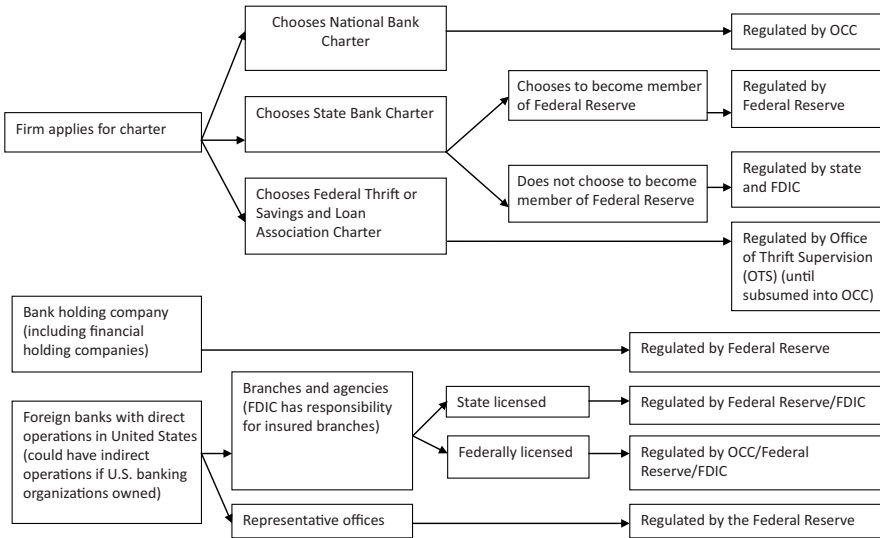 Chooses National Bank
Charter
Regulated by OCC
Firm applies for charter
Chooses State Bank Charter
Chooses to become member
of Federal Reserve
Regulated by
Federal Reserve
Does not choose to become
member of Federal Reserve
Regulated by state
and FDIC
Chooses Federal Thrift or
Savings and Loan
Association Charter
Regulated by Office
of Thrift Supervision
(OTS) (until
subsumed into OCC)
Bank holding company
(including financial
holding companies)
Regulated by Federal Reserve
Foreign banks with direct
operations in United States
(could have indirect
operations if U.S. banking
organizations owned)
Branches and agencies
(FDIC has responsibility
for insured branches)
State licensed
Regulated by Federal Reserve/FDIC
Federally licensed
Regulated by OCC/Federal
Reserve/FDIC
Representative offices
Regulated by the Federal Reserve